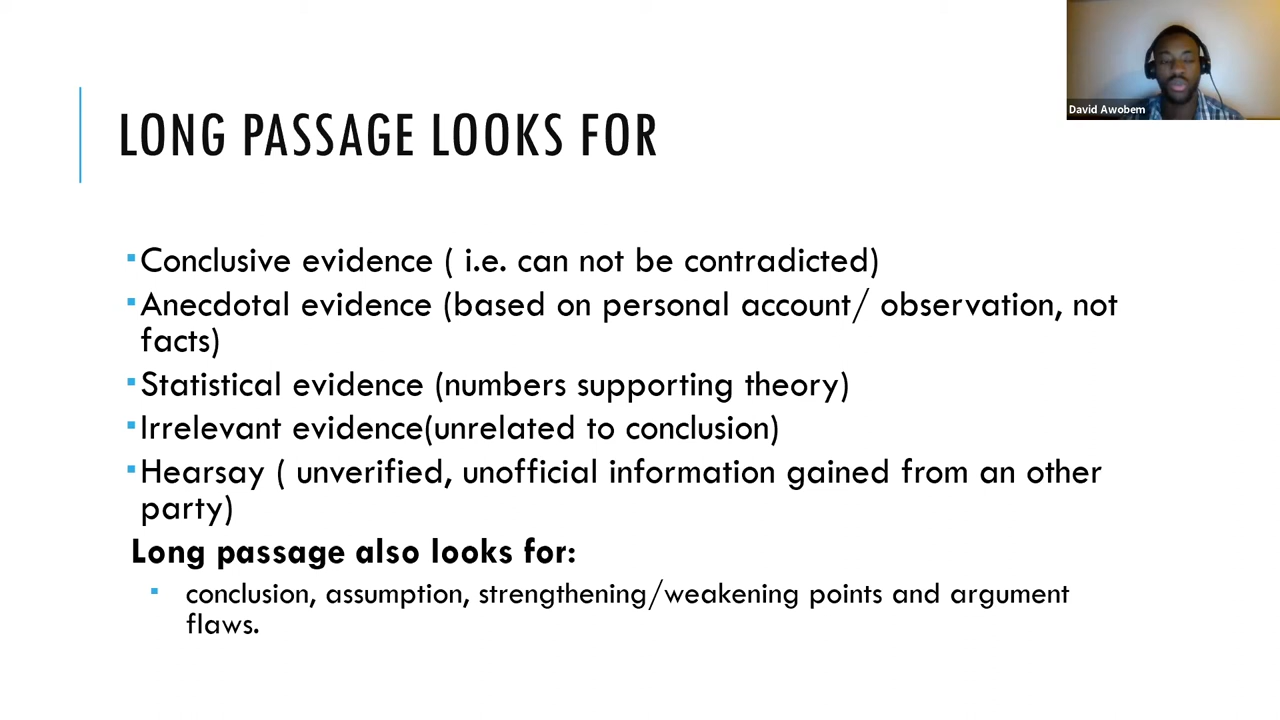 David Awobem
LONG PASSAGE LOOKS FOR
▪Conclusive evidence ( i.e. can not be contradicted)
▪Anecdotal evidence (based on personal account/ observation, not
facts)
▪Statistical evidence (numbers supporting theory)
▪Irrelevant evidence(unrelated to conclusion)
▪Hearsay ( unverified, unofficial information gained from an other
party)
Long passage also looks for:
▪ conclusion, assumption, strengthening/weakening points and argument
flaws.